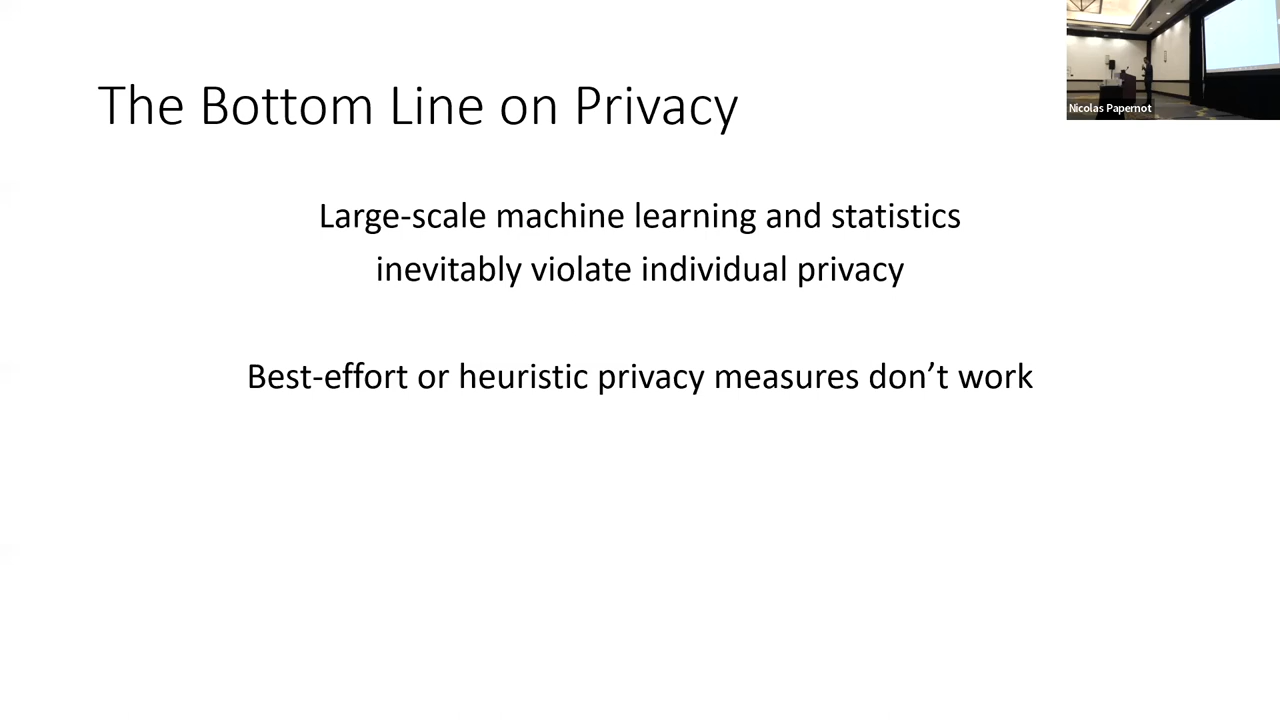 The Bottom Line on Privacy
Nicolas Papernot
Large-scale machine learning and statistics
inevitably violate individual privacy
Best-effort or heuristic privacy measures don’t work